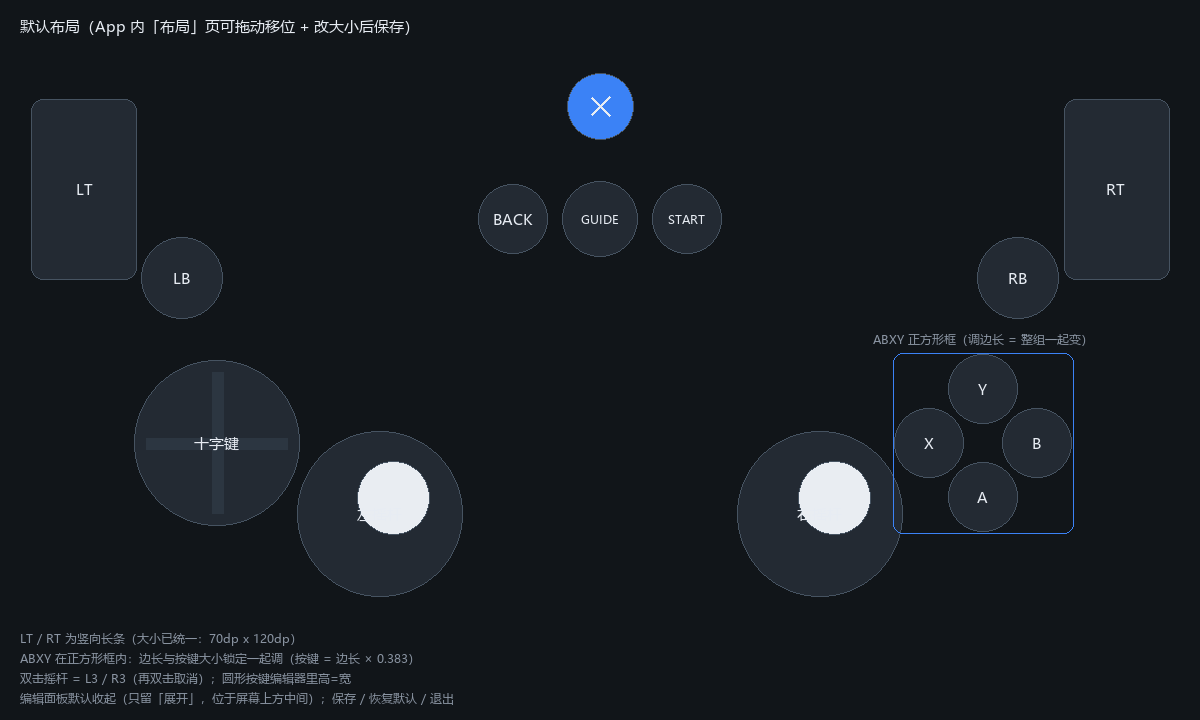 默认布局（App 内「布局」页可拖动移位 + 改大小后保存）
LT
RT
BACK
GUIDE
START
LB
RB
ABXY 正方形框（调边长 = 整组一起变）
Y
X
B
A
十字键
LT / RT 为竖向长条（大小已统一：70dp x 120dp）
ABXY 在正方形框内：边长与按键大小锁定一起调（按键 = 边长 × 0.383）
双击摇杆 = L3 / R3（再双击取消）；圆形按键编辑器里高=宽
编辑面板默认收起（只留「展开」，位于屏幕上方中间）；保存 / 恢复默认 / 退出